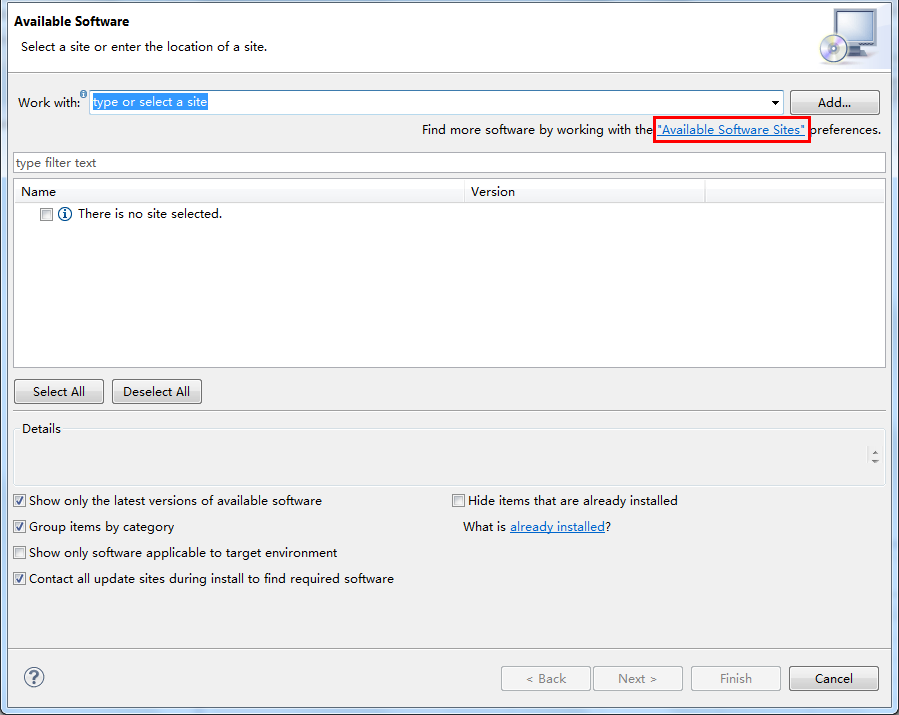 Available Software
Select a site or enter the location of a site.
Work with: type or select a site Add...
Find more software by working with the "Available Software Sites" preferences.
type filter text
Name Version
There is no site selected.
Select All Deselect All
Details
Show only the latest versions of available software Hide items that are already installed
Group items by category What is already installed?
Show only software applicable to target environment
Contact all update sites during install to find required software
? < Back Next > Finish Cancel